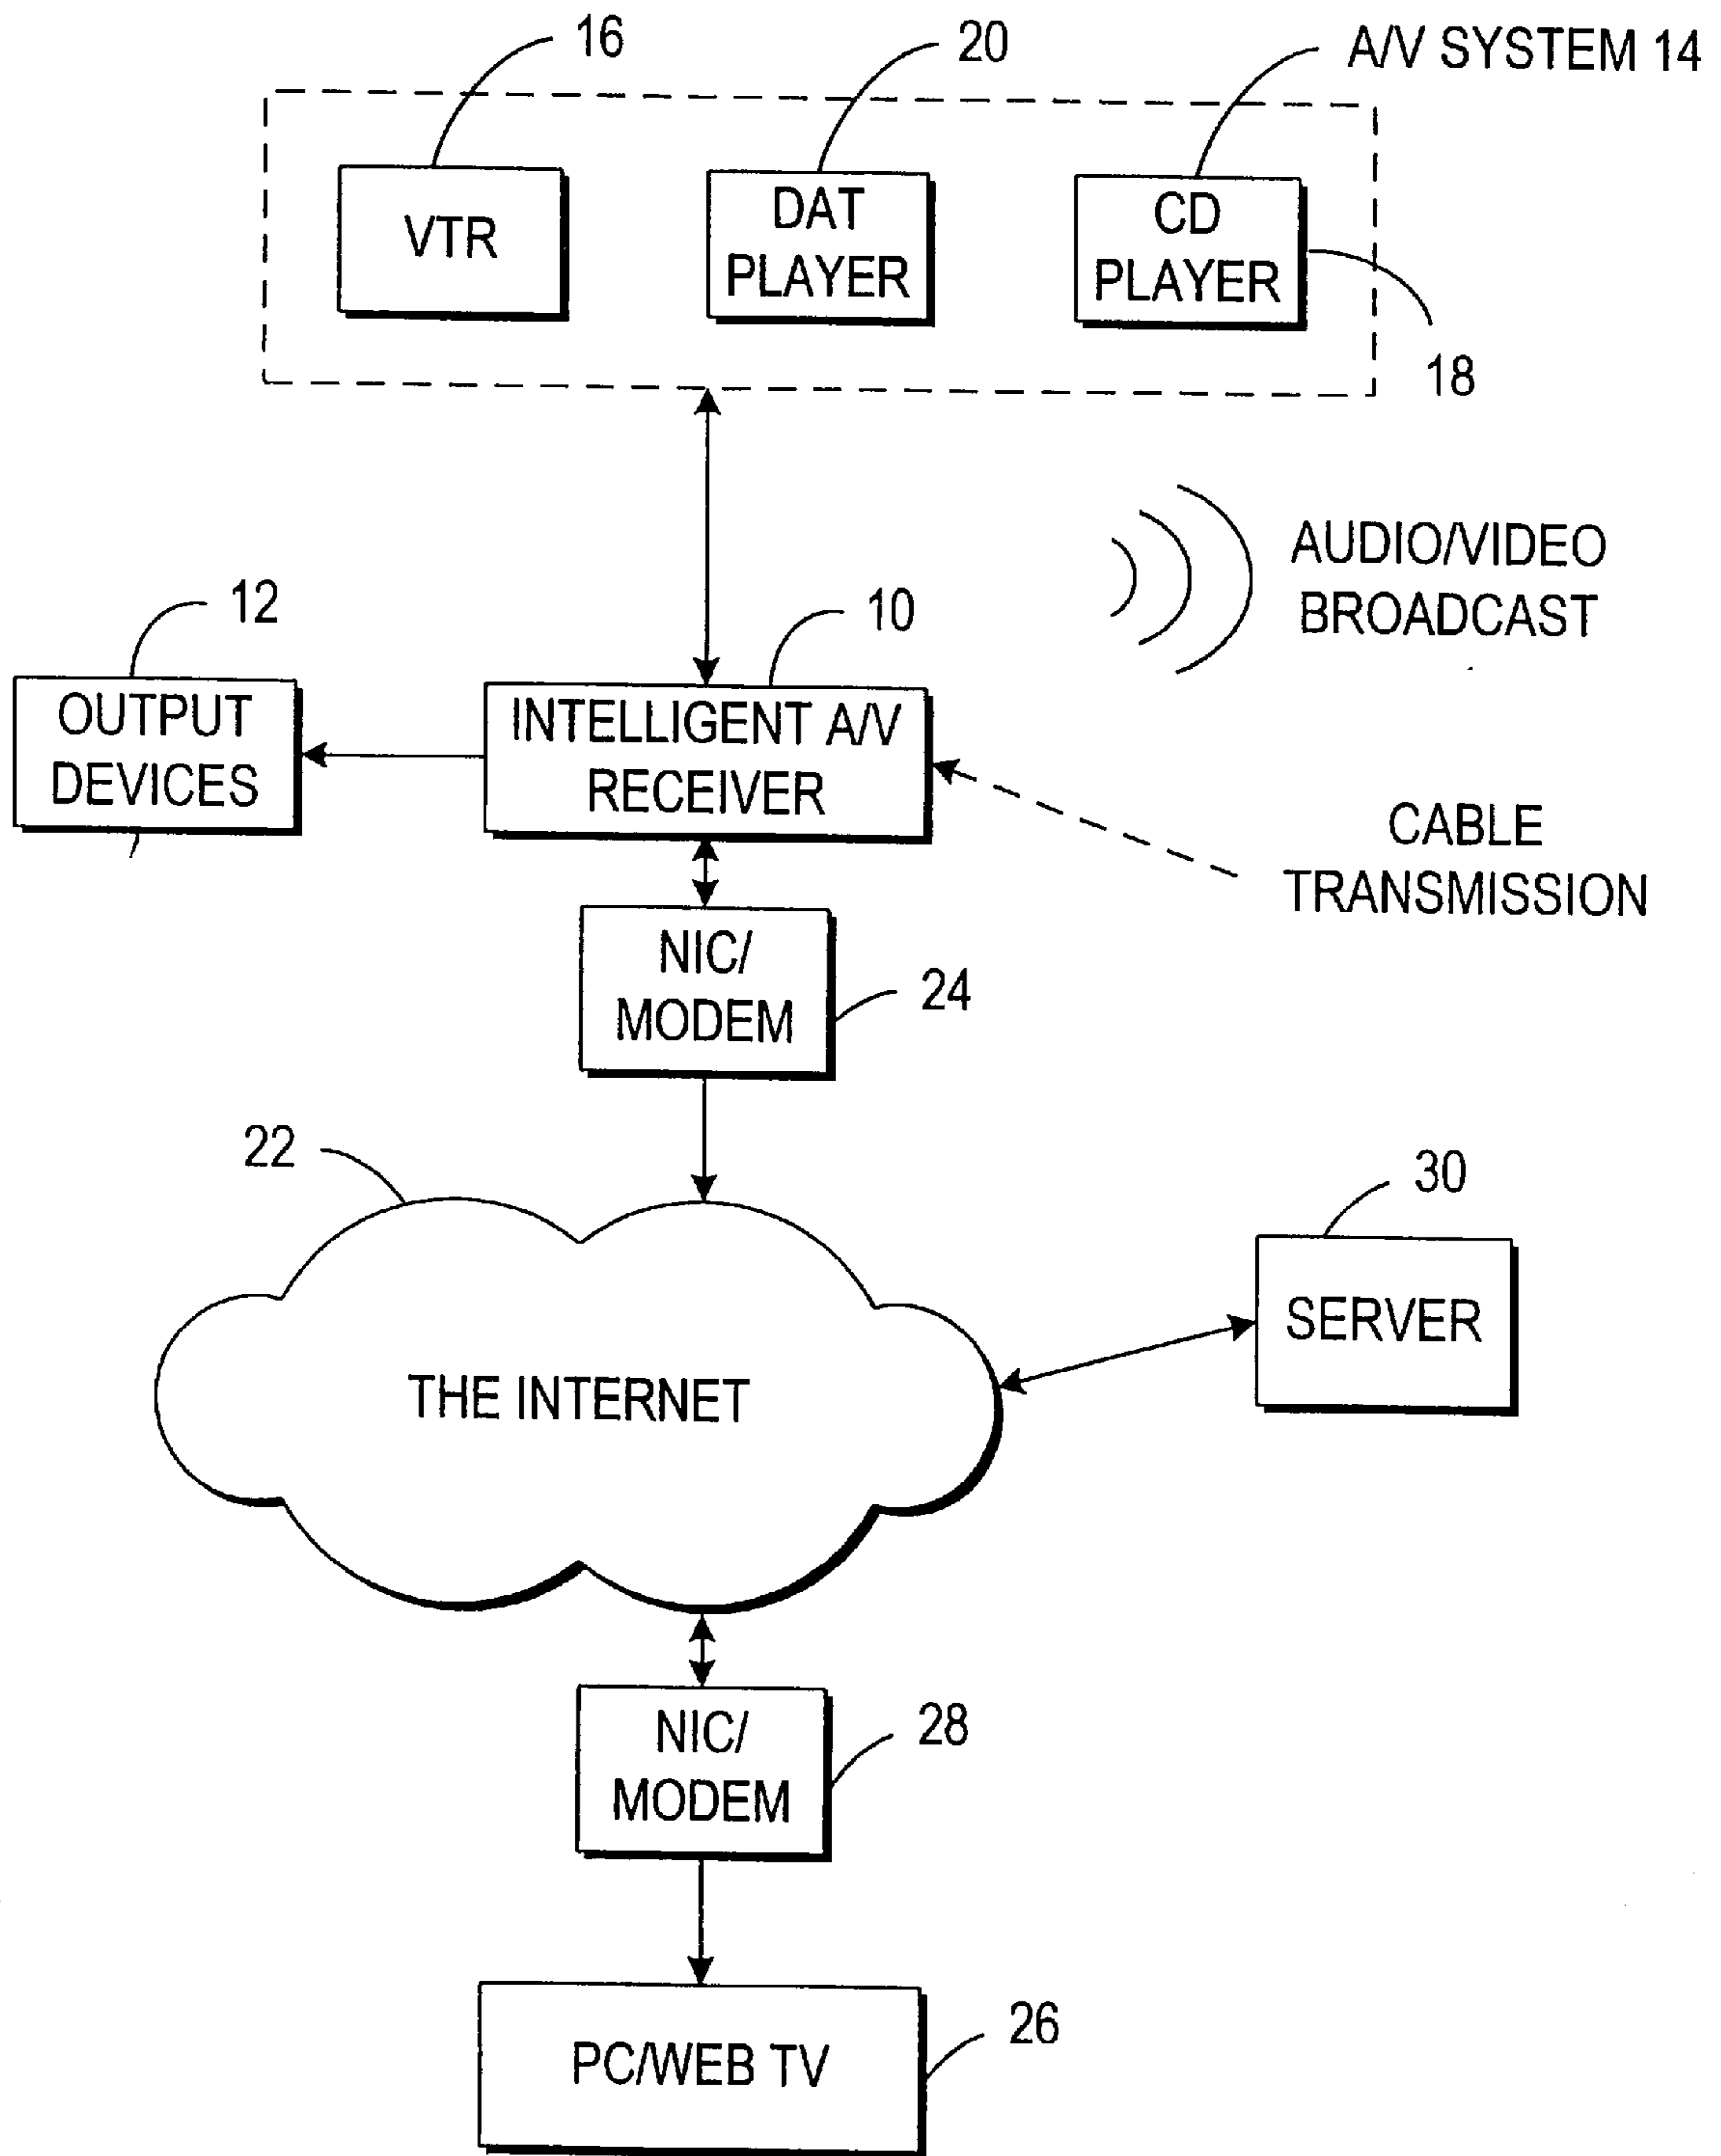 16
20
A/V SYSTEM 14
VTR
DAT
PLAYER
CD
PLAYER
18
AUDIO/VIDEO
BROADCAST
12
10
OUTPUT
DEVICES
INTELLIGENT A/V
RECEIVER
CABLE
TRANSMISSION
NIC/
MODEM
24
22
30
THE INTERNET
SERVER
NIC/
MODEM
28
PC/WEB TV
26